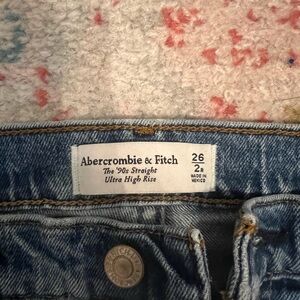 Abercrombie & Fitch
The '90s Straight
Ultra High Rise
26
2R
MADE IN
MEXICO